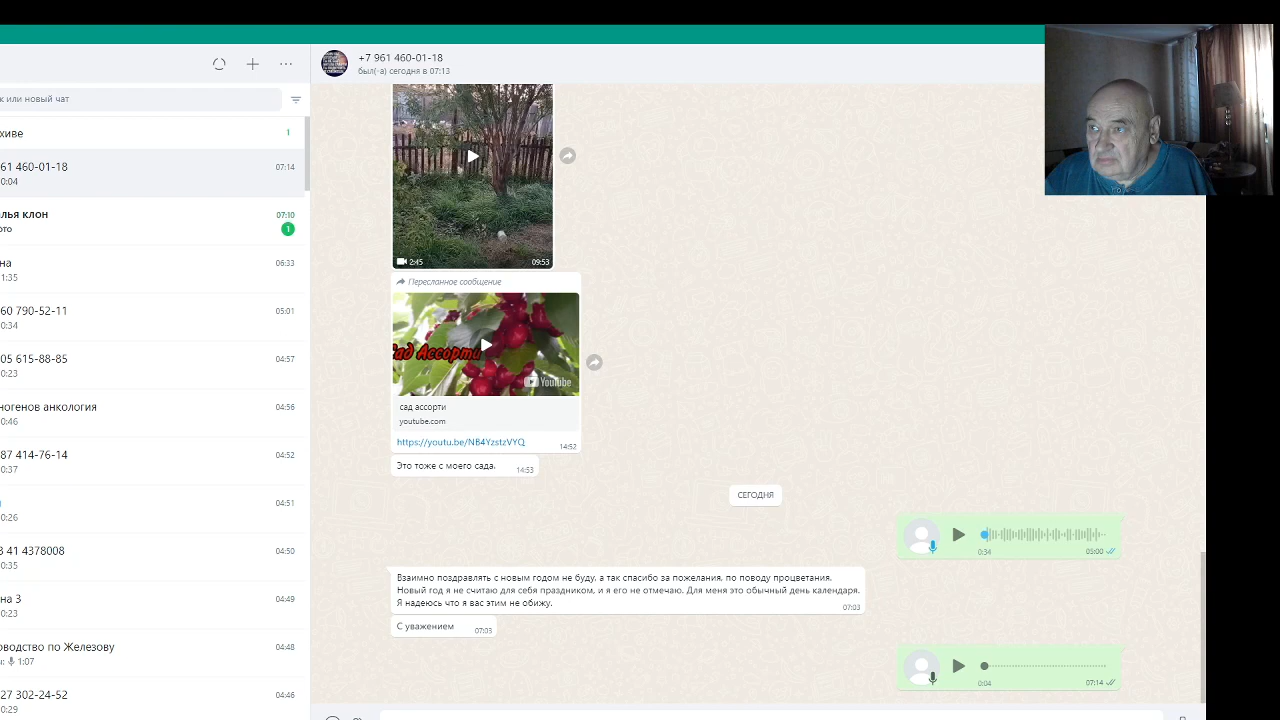 +7 961 460-01-18
был(-а) сегодня в 07:13
к или новый чат
хиве
1
61 460-01-18
07:14
0:04
лья клон
07:10
ото
1
на
06:33
1:35
60 790-52-11
05:01
0:34
05 615-88-85
04:57
0:23
ногенов анкология
04:56
0:46
87 414-76-14
04:52
0:37
04:51
0:26
8 41 4378008
04:50
0:35
на 3
04:49
0:23
оводство по Железову
04:48
ы: 1:07
27 302-24-52
04:46
0:29
2:45
09:53
Пересланное сообщение
Сад Ассорти
YouTube
сад ассорти
youtube.com
https://youtu.be/NB4YzstzVYQ
14:52
Это тоже с моего сада.
14:53
СЕГОДНЯ
0:34
05:00
Взаимно поздравлять с новым годом не буду, а так спасибо за пожелания, по поводу процветания.
Новый год я не считаю для себя праздником, и я его не отмечаю. Для меня это обычный день календаря.
Я надеюсь что я вас этим не обижу.
07:03
С уважением
07:03
0:04
07:14